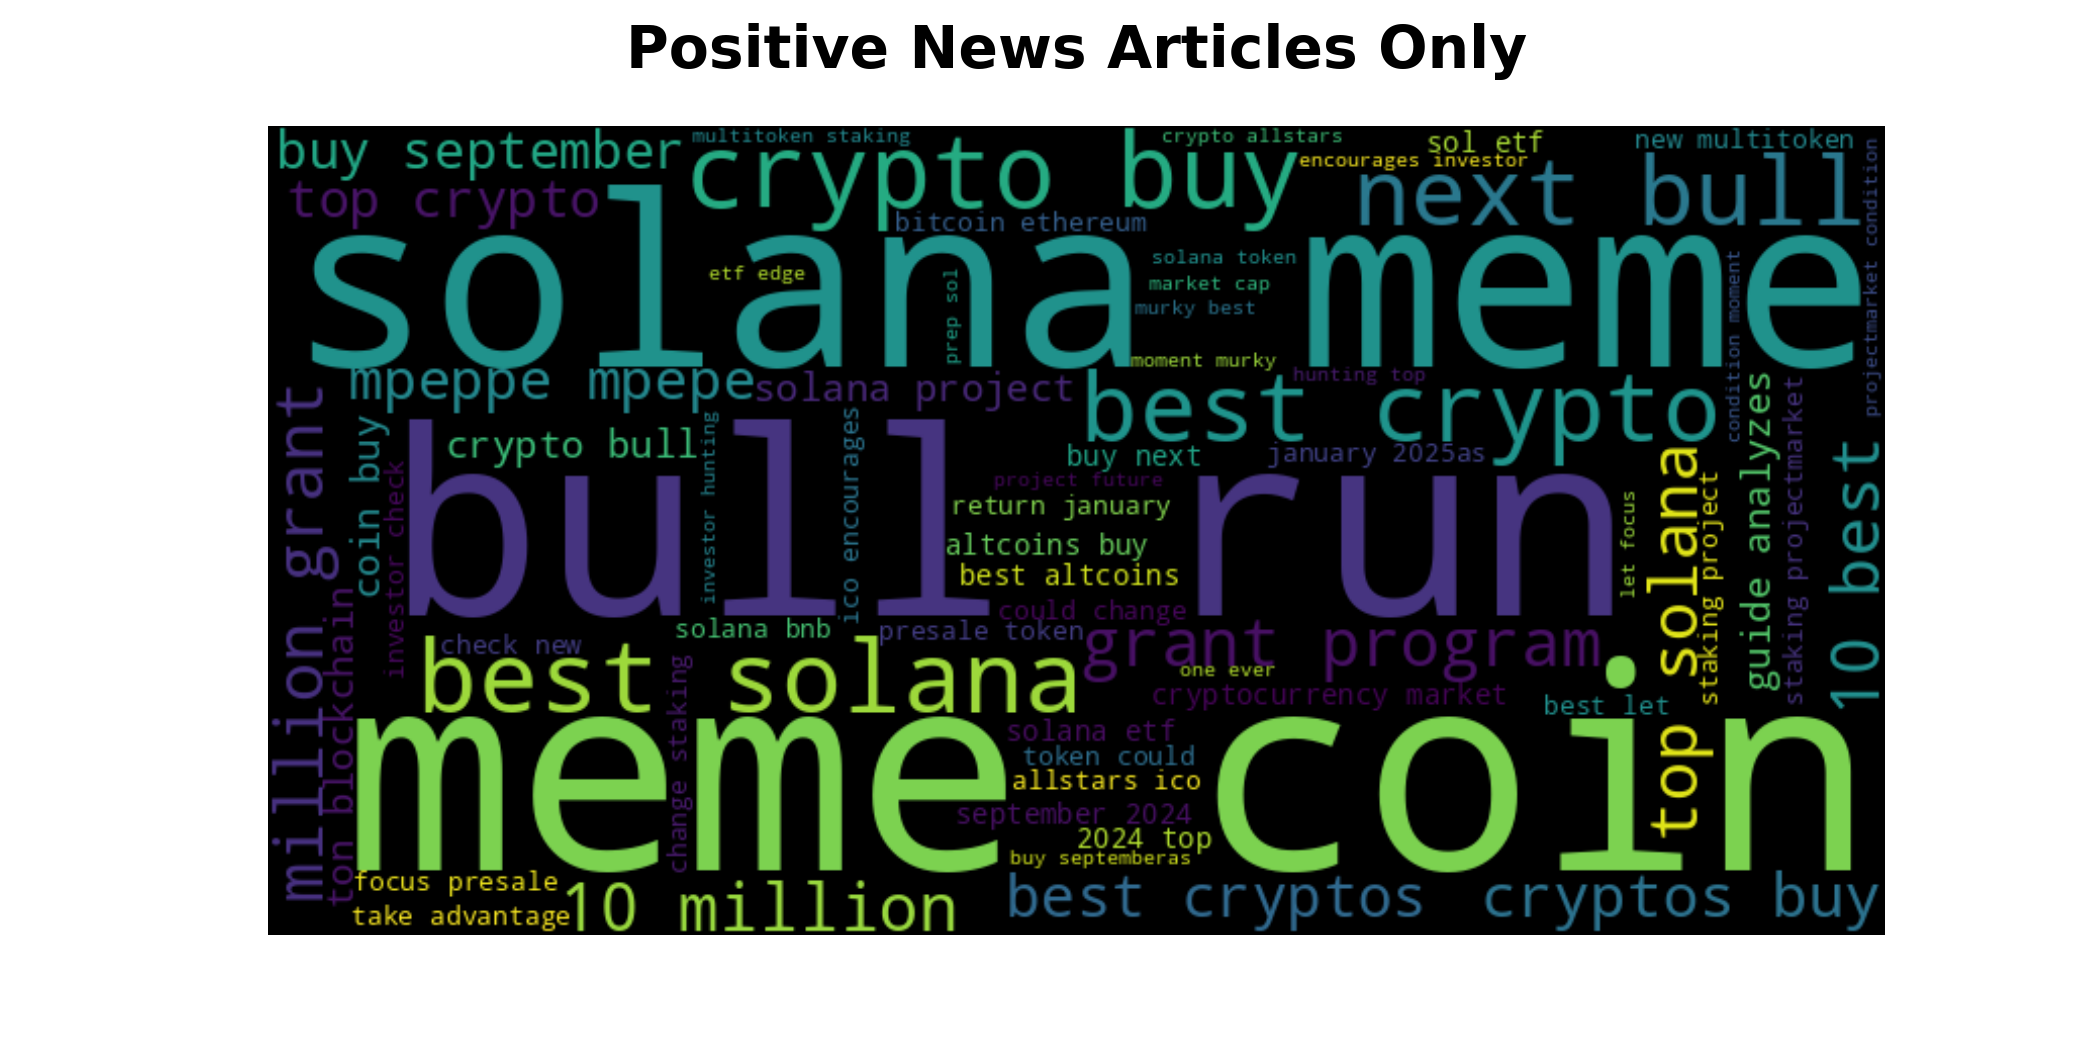 Positive News Articles Only
buy september
multitoken staking
crypto buy
crypto allstars
sol etf
new multitoken
encourages investor
top crypto
next bull
bitcoin ethereum
projectmarket condition
solana meme
etf edge
prep sol
solana token
market cap
murky best
condition moment
moment murky
mpeppe mpepe
solana project
hunting top
best crypto
million grant
coin buy
crypto bull
investor hunting
ico encourages
buy next
january 2025as
guide analyzes
staking projectmarket
10 best
investor check
bull run
project future
return january
altcoins buy
best altcoins
let focus
top solana
staking project
could change
ton blockchain
check new
solana bnb
presale token
grant program
best solana
one ever
change staking
cryptocurrency market
best let
meme coin
solana etf
token could
allstars ico
september 2024
2024 top
buy septemberas
focus presale
take advantage
10 million
best cryptos
cryptos buy